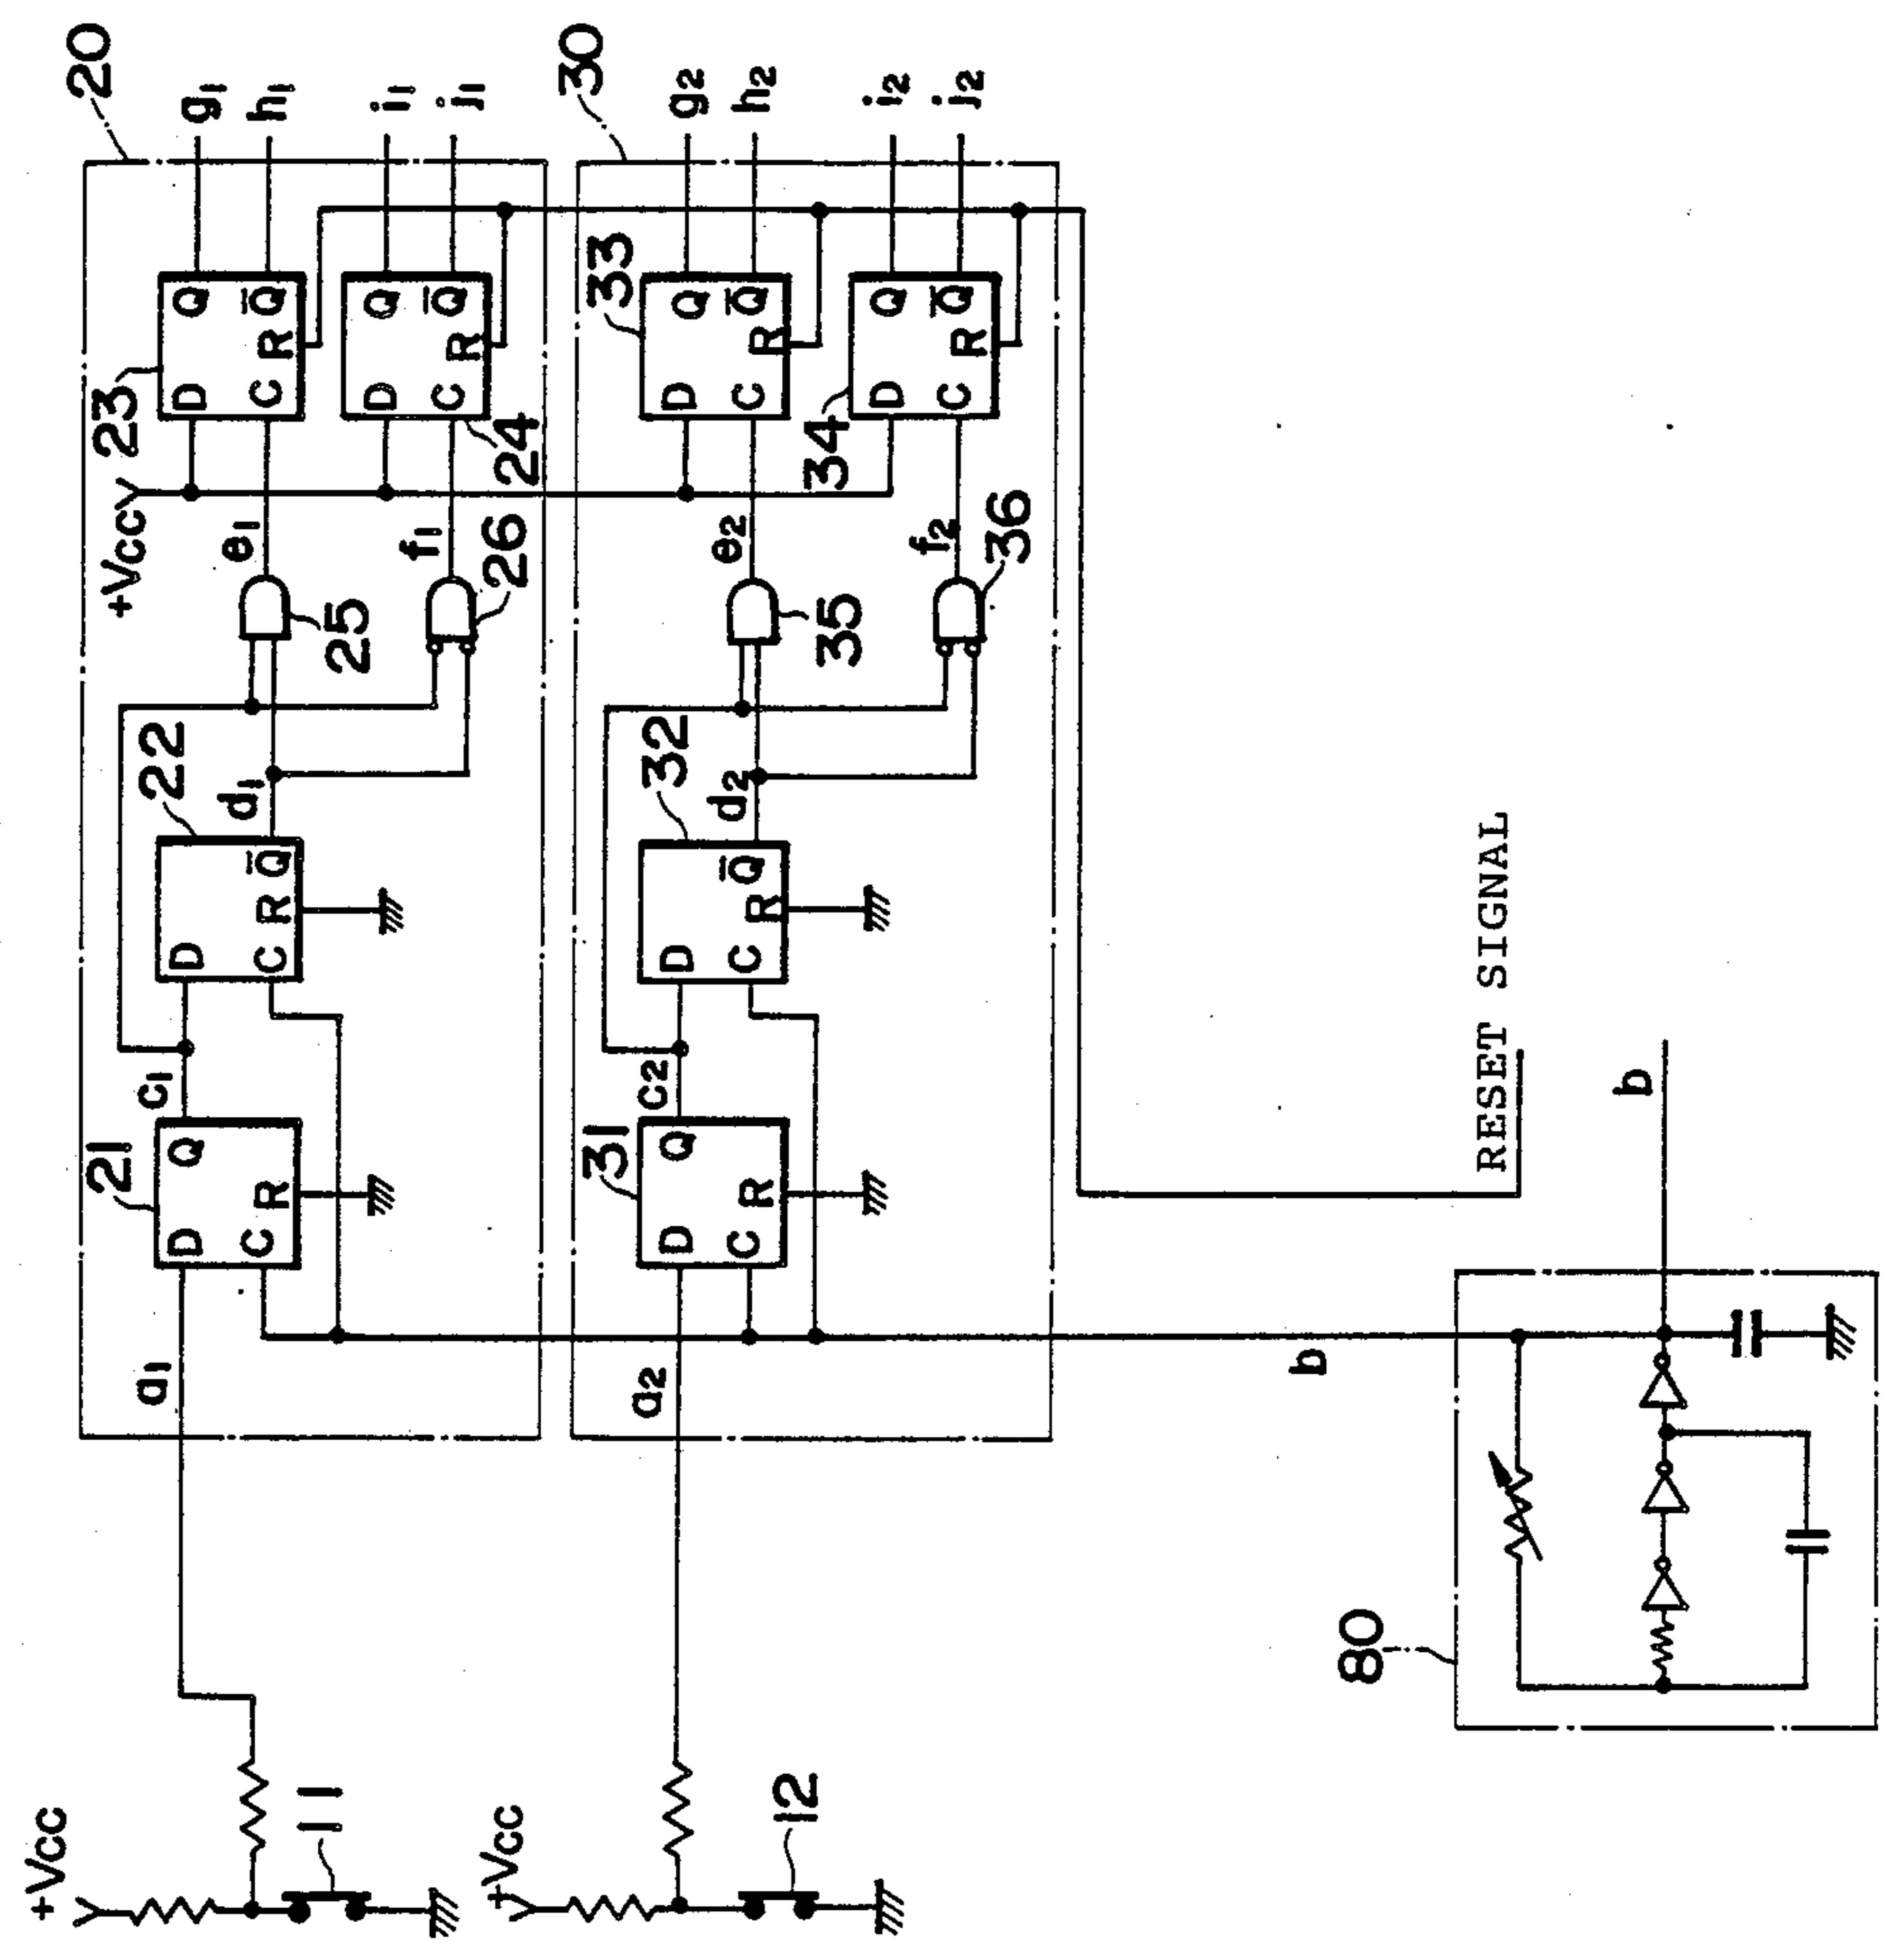 20
g1
h1
i1
j1
30
g2
h2
i2
j2
23
D
Q
C
R
Q̅
24
D
Q
C
R
Q̅
33
D
Q
C
R
Q̅
34
D
Q
C
R
Q̅
+Vcc
e1
f1
e2
f2
25
26
35
36
22
D
C
R
Q̅
d1
32
D
C
R
Q̅
d2
21
D
Q
C
R
c1
31
D
Q
C
R
c2
a1
a2
b
b
RESET SIGNAL
80
+Vcc
11
+Vcc
12